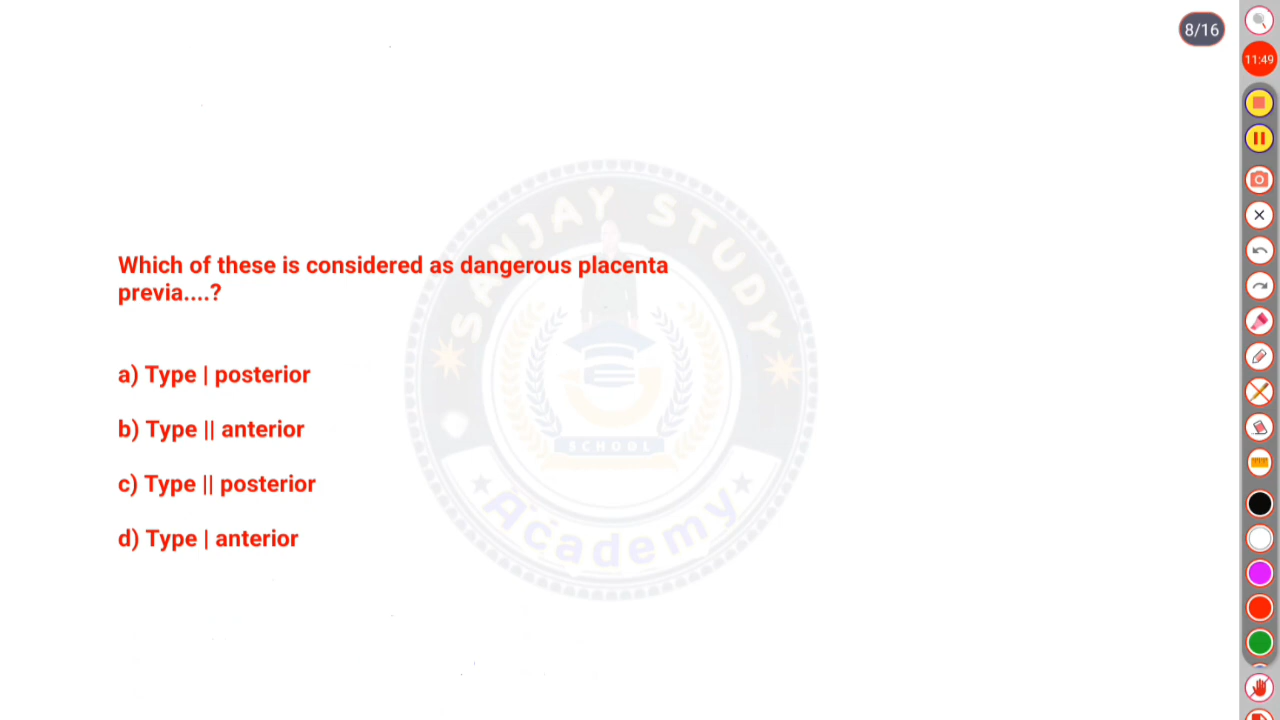 8/16
11:49
Which of these is considered as dangerous placenta
previa....?
a) Type | posterior
b) Type || anterior
c) Type || posterior
d) Type | anterior
SANJAY STUDY
SCHOOL
Academy